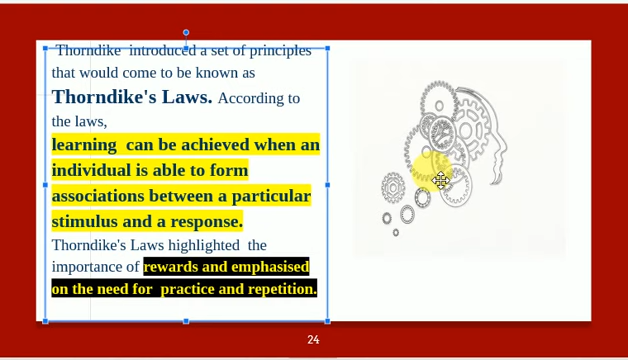 Thorndike introduced a set of principles
that would come to be known as
Thorndike's Laws. According to
the laws,
learning can be achieved when an
individual is able to form
associations between a particular
stimulus and a response.
Thorndike's Laws highlighted the
importance of rewards and emphasised
on the need for practice and repetition.
24